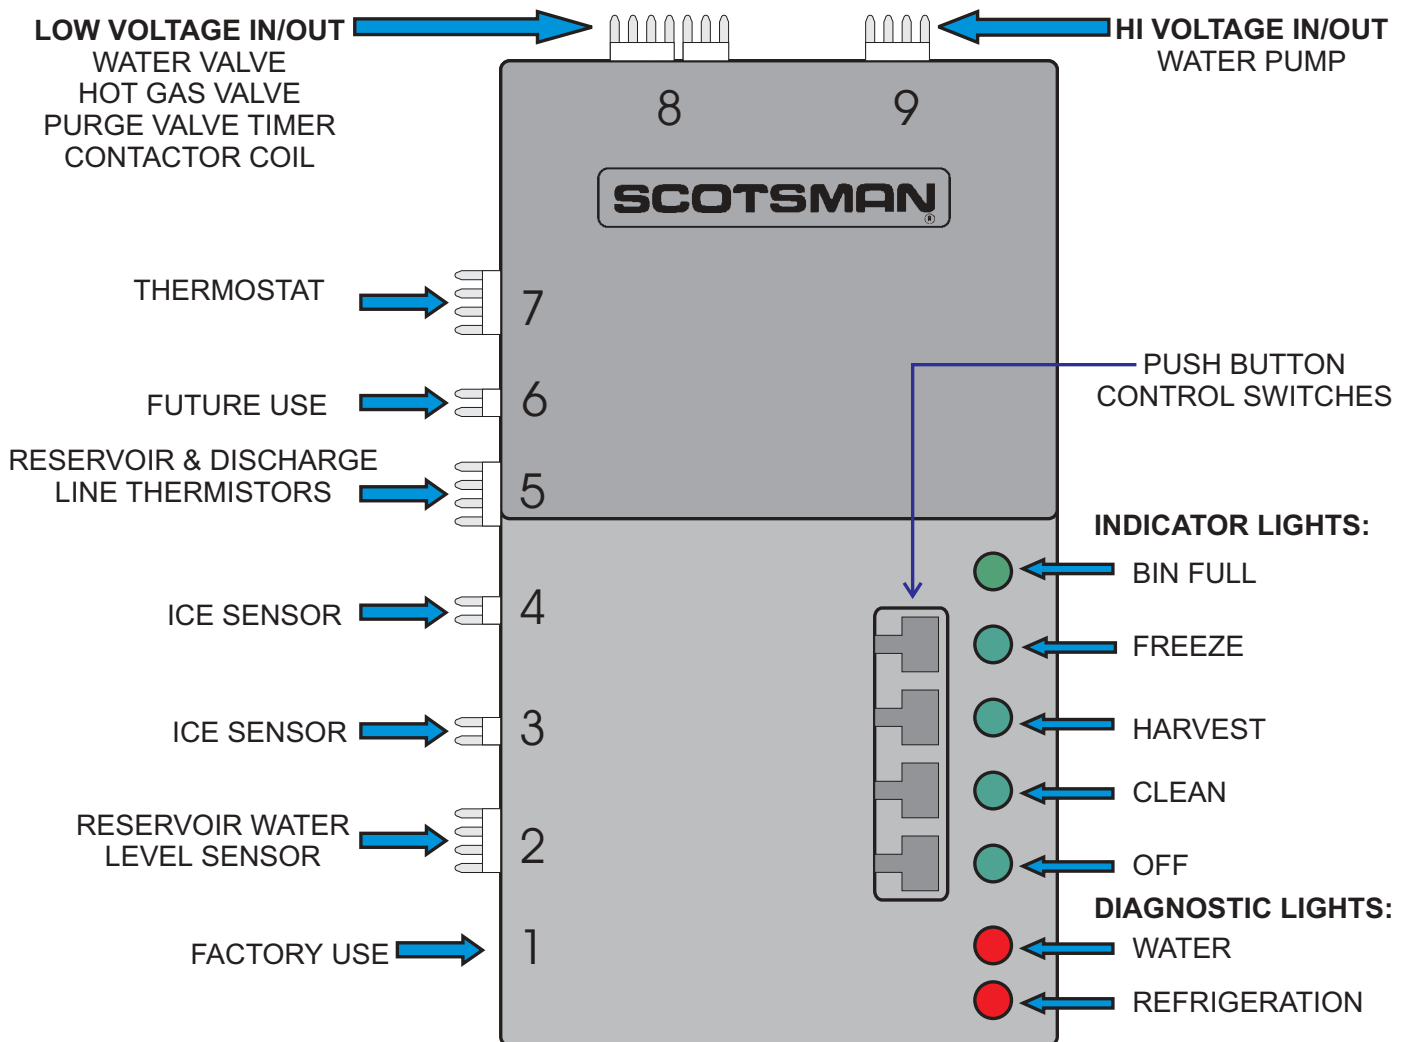 LOW VOLTAGE IN/OUT
WATER VALVE
HOT GAS VALVE
PURGE VALVE TIMER
CONTACTOR COIL
HI VOLTAGE IN/OUT
WATER PUMP
8
9
SCOTSMAN®
THERMOSTAT
7
PUSH BUTTON
CONTROL SWITCHES
FUTURE USE
6
RESERVOIR & DISCHARGE
LINE THERMISTORS
5
INDICATOR LIGHTS:
BIN FULL
ICE SENSOR
4
FREEZE
ICE SENSOR
3
HARVEST
CLEAN
RESERVOIR WATER
LEVEL SENSOR
2
OFF
DIAGNOSTIC LIGHTS:
FACTORY USE
1
WATER
REFRIGERATION